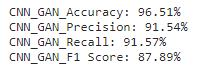 CNN_GAN_Accuracy: 96.51%
CNN_GAN_Precision: 91.54%
CNN_GAN_Recall: 91.57%
CNN_GAN_F1 Score: 87.89%